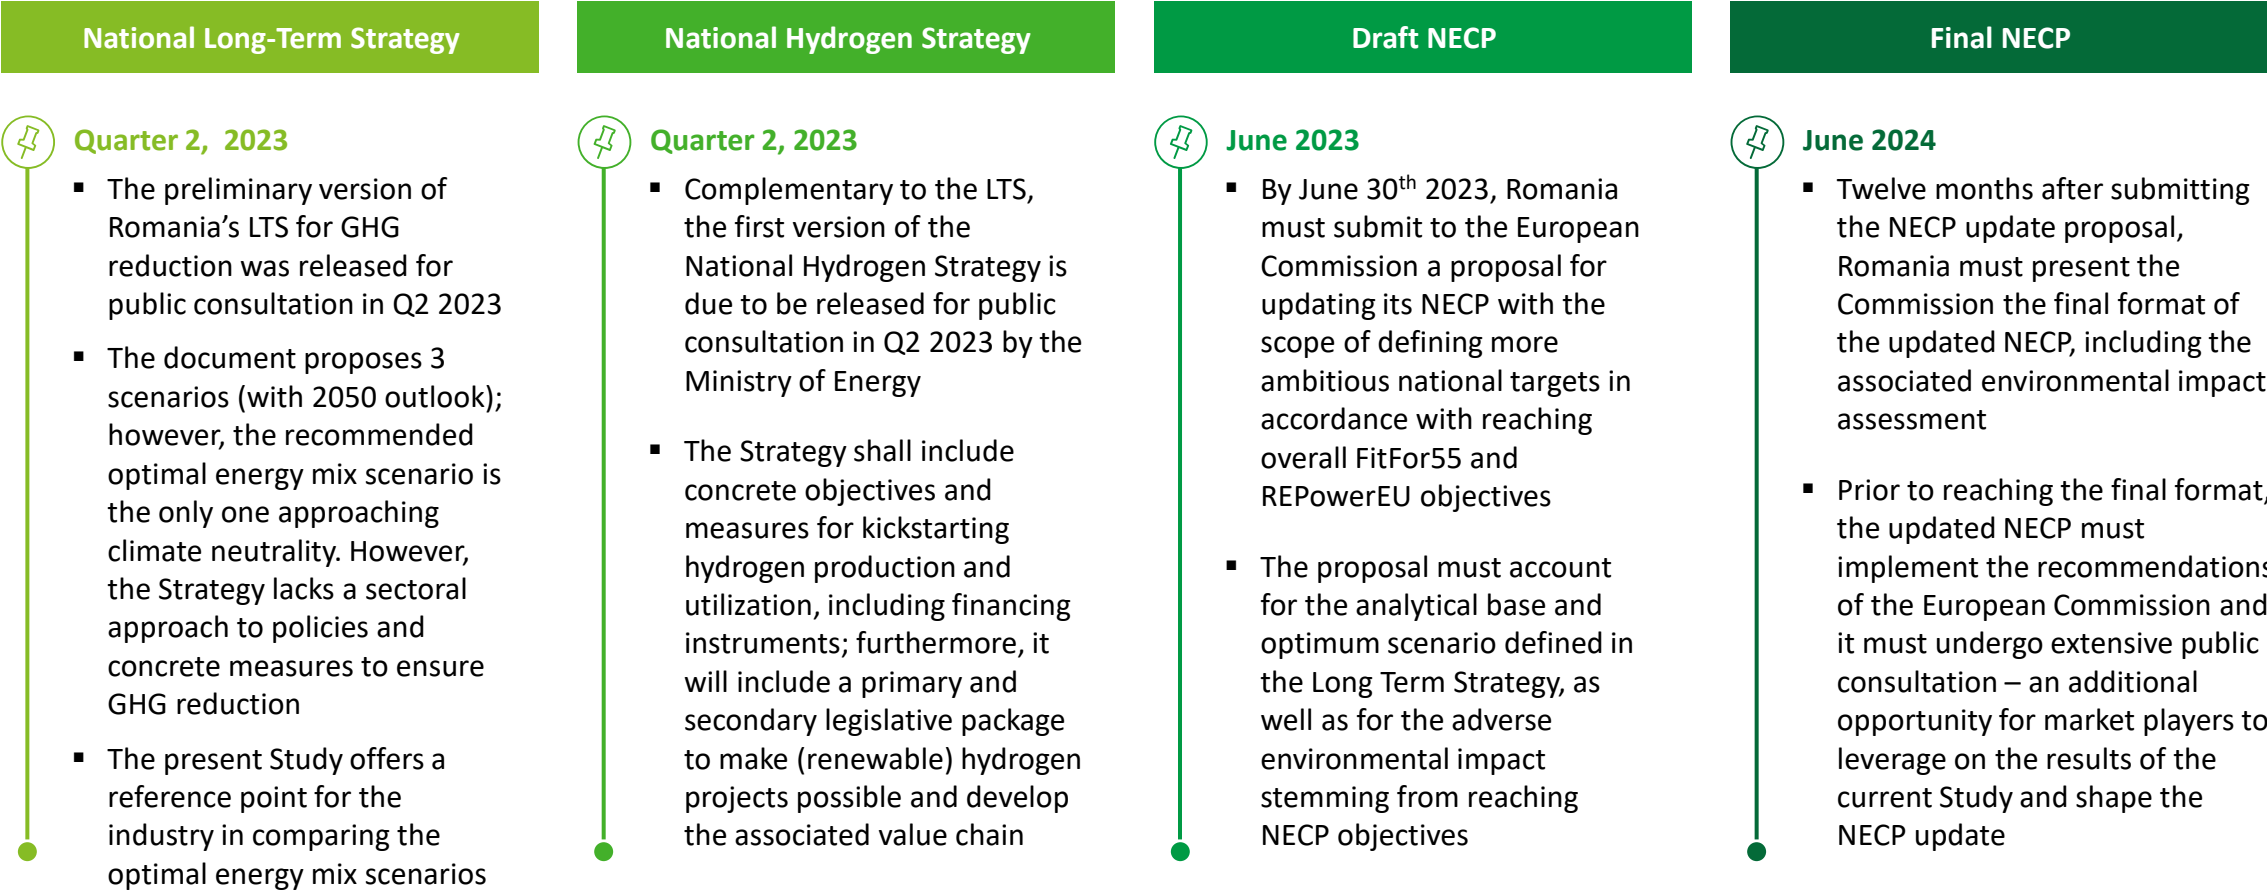 National Long-Term Strategy
Quarter 2, 2023
▪ The preliminary version of
Romania’s LTS for GHG
reduction was released for
public consultation in Q2 2023
▪ The document proposes 3
scenarios (with 2050 outlook);
however, the recommended
optimal energy mix scenario is
the only one approaching
climate neutrality. However,
the Strategy lacks a sectoral
approach to policies and
concrete measures to ensure
GHG reduction
▪ The present Study offers a
reference point for the
industry in comparing the
optimal energy mix scenarios
National Hydrogen Strategy
Quarter 2, 2023
▪ Complementary to the LTS,
the first version of the
National Hydrogen Strategy is
due to be released for public
consultation in Q2 2023 by the
Ministry of Energy
▪ The Strategy shall include
concrete objectives and
measures for kickstarting
hydrogen production and
utilization, including financing
instruments; furthermore, it
will include a primary and
secondary legislative package
to make (renewable) hydrogen
projects possible and develop
the associated value chain
Draft NECP
June 2023
▪ By June 30th 2023, Romania
must submit to the European
Commission a proposal for
updating its NECP with the
scope of defining more
ambitious national targets in
accordance with reaching
overall FitFor55 and
REPowerEU objectives
▪ The proposal must account
for the analytical base and
optimum scenario defined in
the Long Term Strategy, as
well as for the adverse
environmental impact
stemming from reaching
NECP objectives
Final NECP
June 2024
▪ Twelve months after submitting
the NECP update proposal,
Romania must present the
Commission the final format of
the updated NECP, including the
associated environmental impact
assessment
▪ Prior to reaching the final format,
the updated NECP must
implement the recommendations
of the European Commission and
it must undergo extensive public
consultation – an additional
opportunity for market players to
leverage on the results of the
current Study and shape the
NECP update